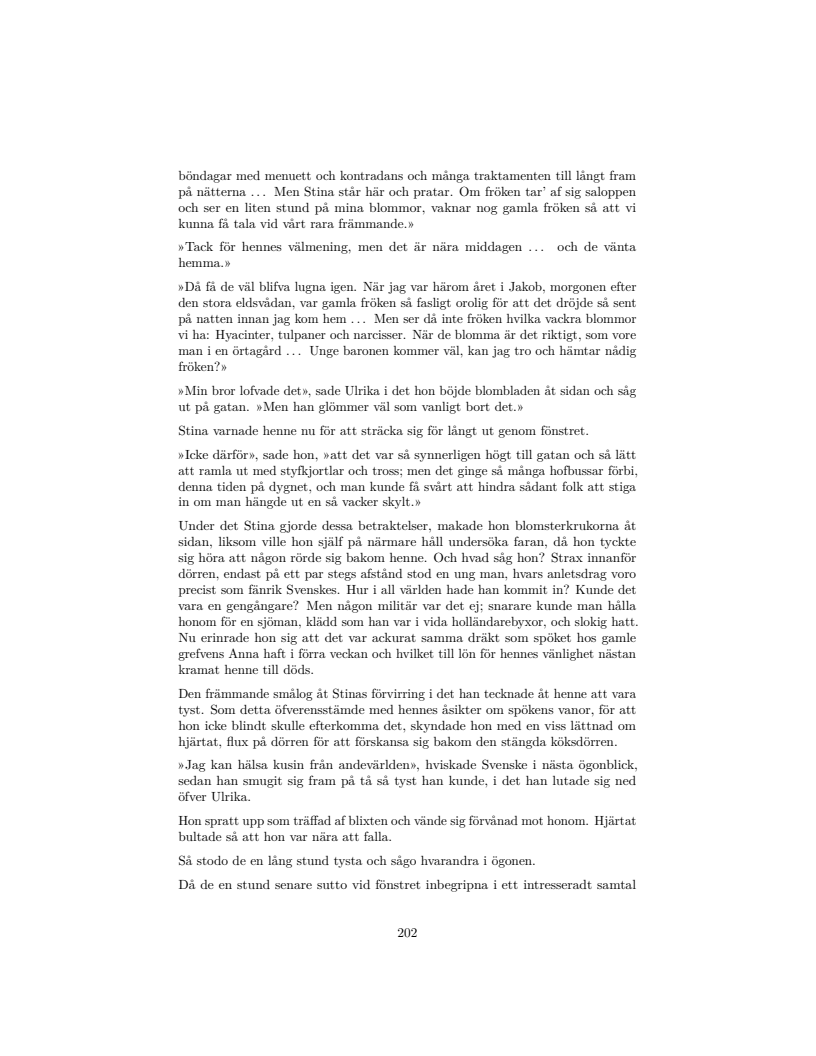 böndagar med menuett och kontradans och många traktamenten till långt fram
på nätterna ... Men Stina står här och pratar. Om fröken tar’ af sig saloppen
och ser en liten stund på mina blommor, vaknar nog gamla fröken så att vi
kunna få tala vid vårt rara främmande.»
»Tack för hennes välmening, men det är nära middagen ... och de vänta
hemma.»
»Då få de väl blifva lugna igen. När jag var härom året i Jakob, morgonen efter
den stora eldsvådan, var gamla fröken så fasligt orolig för att det dröjde så sent
på natten innan jag kom hem ... Men ser då inte fröken hvilka vackra blommor
vi ha: Hyacinter, tulpaner och narcisser. När de blomma är det riktigt, som vore
man i en örtagård ... Unge baronen kommer väl, kan jag tro och hämtar nådig
fröken?»
»Min bror lofvade det», sade Ulrika i det hon böjde blombladen åt sidan och såg
ut på gatan. »Men han glömmer väl som vanligt bort det.»
Stina varnade henne nu för att sträcka sig för långt ut genom fönstret.
»Icke därför», sade hon, »att det var så synnerligen högt till gatan och så lätt
att ramla ut med styfkjortlar och tross; men det ginge så många hofbussar förbi,
denna tiden på dygnet, och man kunde få svårt att hindra sådant folk att stiga
in om man hängde ut en så vacker skylt.»
Under det Stina gjorde dessa betraktelser, makade hon blomsterkrukorna åt
sidan, liksom ville hon själf på närmare håll undersöka faran, då hon tyckte
sig höra att någon rörde sig bakom henne. Och hvad såg hon? Strax innanför
dörren, endast på ett par stegs afstånd stod en ung man, hvars anletsdrag voro
precist som fänrik Svenskes. Hur i all världen hade han kommit in? Kunde det
vara en gengångare? Men någon militär var det ej; snarare kunde man hålla
honom för en sjöman, klädd som han var i vida holländarebyxor, och slokig hatt.
Nu erinrade hon sig att det var ackurat samma dräkt som spöket hos gamle
grefvens Anna haft i förra veckan och hvilket till lön för hennes vänlighet nästan
kramat henne till döds.
Den främmande smålog åt Stinas förvirring i det han tecknade åt henne att vara
tyst. Som detta öfverensstämde med hennes åsikter om spökens vanor, för att
hon icke blindt skulle efterkomma det, skyndade hon med en viss lättnad om
hjärtat, flux på dörren för att förskansa sig bakom den stängda köksdörren.
»Jag kan hälsa kusin från andevärlden», hviskade Svenske i nästa ögonblick,
sedan han smugit sig fram på tå så tyst han kunde, i det han lutade sig ned
öfver Ulrika.
Hon spratt upp som träffad af blixten och vände sig förvånad mot honom. Hjärtat
bultade så att hon var nära att falla.
Så stodo de en lång stund tysta och sågo hvarandra i ögonen.
Då de en stund senare sutto vid fönstret inbegripna i ett intresseradt samtal
202